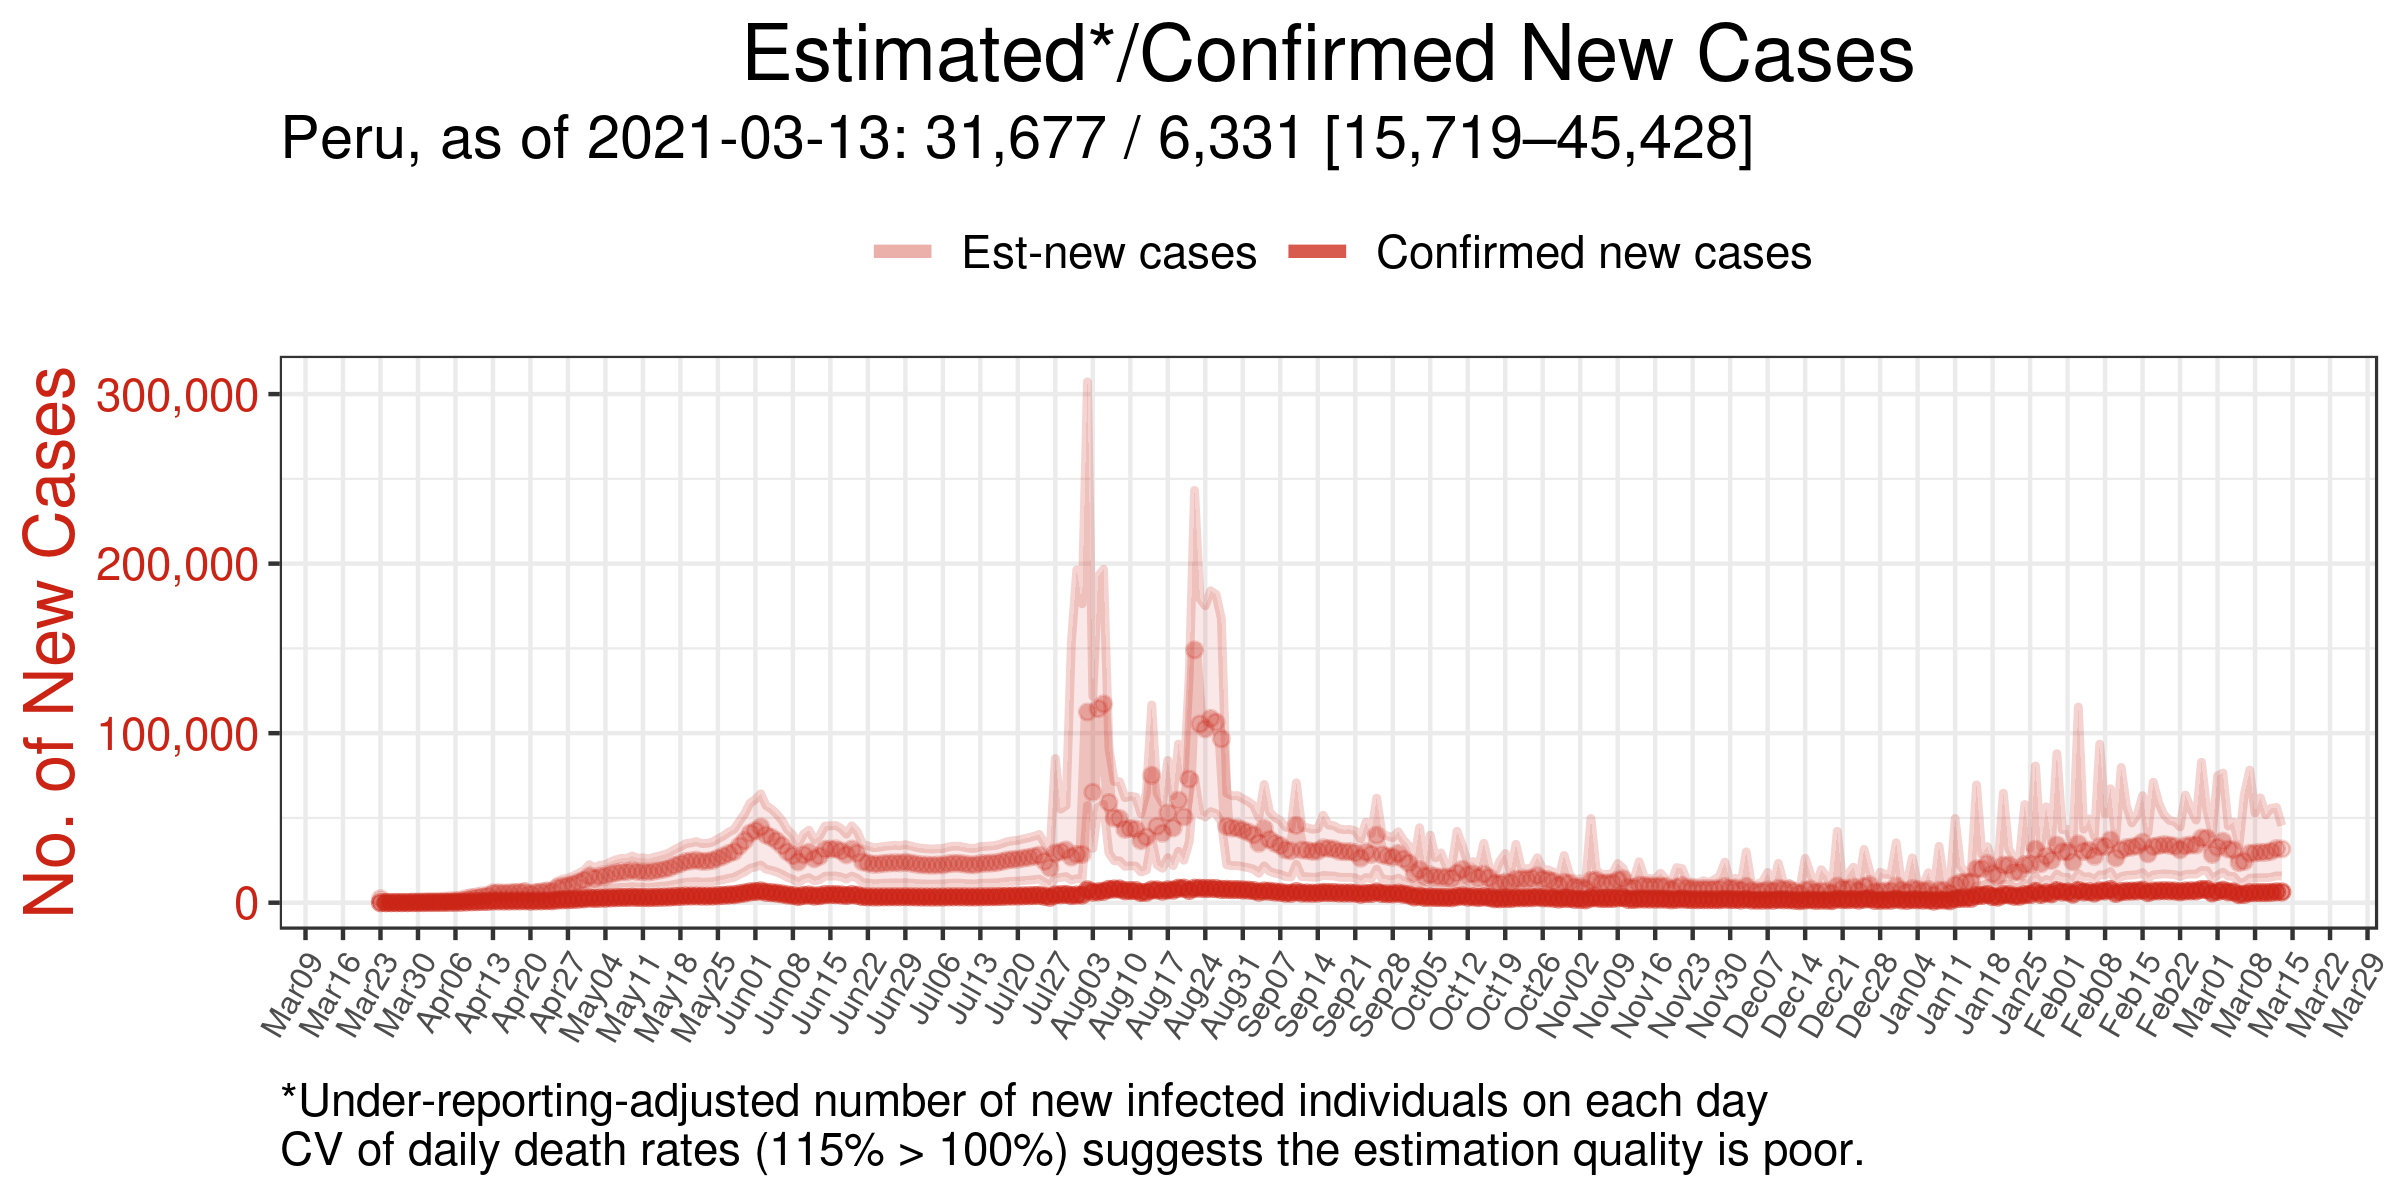 Estimated*/Confirmed New Cases
Peru, as of 2021-03-13: 31,677 / 6,331 [15,719–45,428]
Est-new cases Confirmed new cases
No. of New Cases
300,000
200,000
100,000
0
Mar09 Mar16 Mar23 Mar30 Apr06 Apr13 Apr20 Apr27 May04 May11 May18 May25 Jun01 Jun08 Jun15 Jun22 Jun29 Jul06 Jul13 Jul20 Jul27 Aug03 Aug10 Aug17 Aug24 Aug31 Sep07 Sep14 Sep21 Sep28 Oct05 Oct12 Oct19 Oct26 Nov02 Nov09 Nov16 Nov23 Nov30 Dec07 Dec14 Dec21 Dec28 Jan04 Jan11 Jan18 Jan25 Feb01 Feb08 Feb15 Feb22 Mar01 Mar08 Mar15 Mar22 Mar29
*Under-reporting-adjusted number of new infected individuals on each day
CV of daily death rates (115% > 100%) suggests the estimation quality is poor.